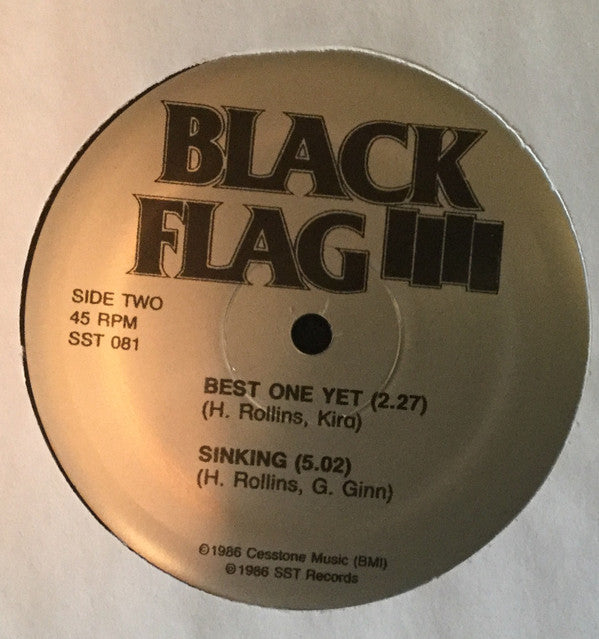 BLACK
FLAG
SIDE TWO
45 RPM
SST 081
BEST ONE YET (2.27)
(H. Rollins, Kira)
SINKING (5.02)
(H. Rollins, G. Ginn)
©1986 Cesstone Music (BMI)
℗1986 SST Records